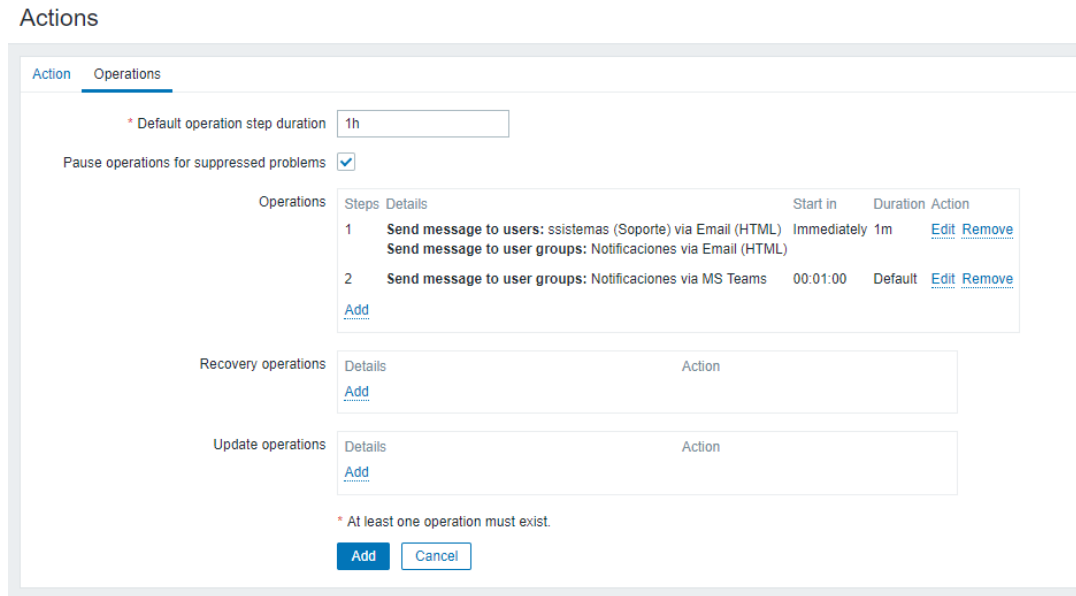 Actions
Action Operations
* Default operation step duration 1h
Pause operations for suppressed problems
Operations Steps Details Start in Duration Action
1 Send message to users: ssistemas (Soporte) via Email (HTML) Immediately 1m Edit Remove
Send message to user groups: Notificaciones via Email (HTML)
2 Send message to user groups: Notificaciones via MS Teams 00:01:00 Default Edit Remove
Add
Recovery operations Details Action
Add
Update operations Details Action
Add
* At least one operation must exist.
Add Cancel